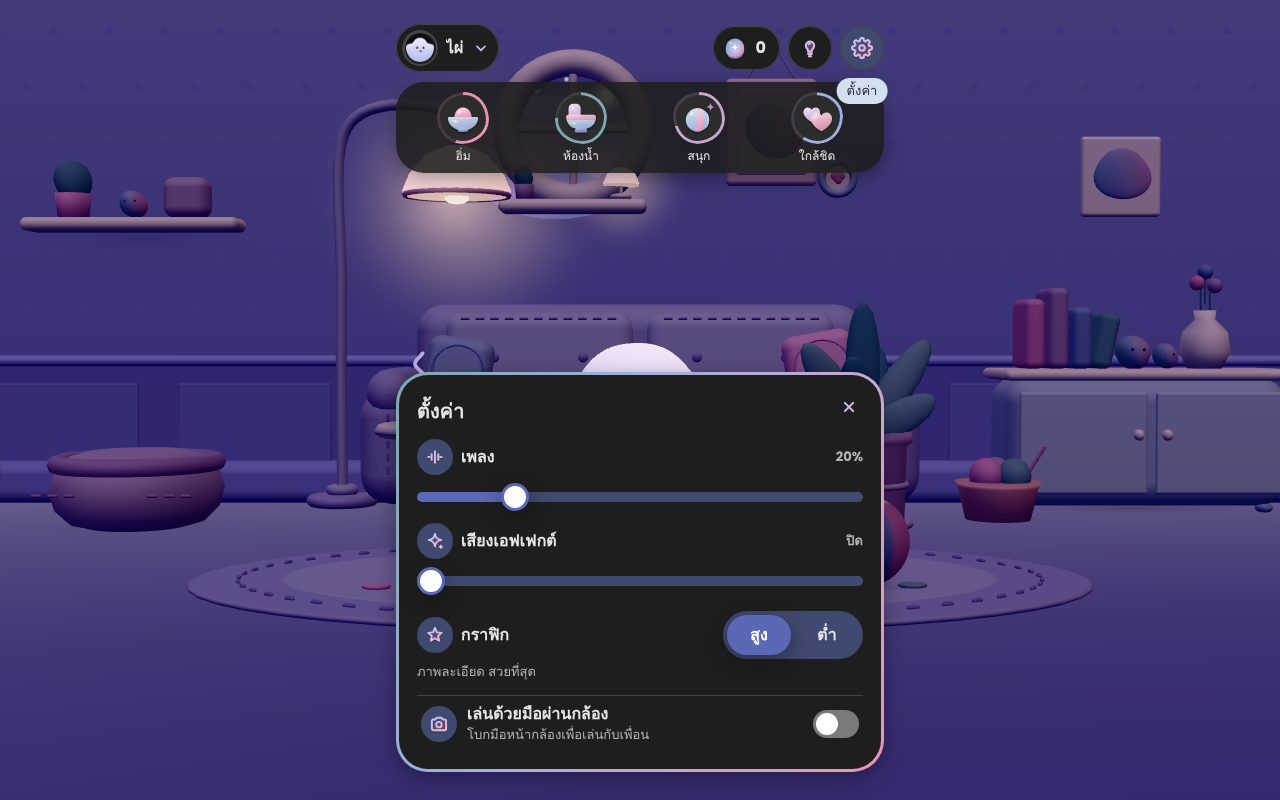 ไผ่
0
ตั้งค่า
อิ่ม
ห้องน้ำ
สนุก
ใกล้ชิด
ตั้งค่า
เพลง
20%
เสียงเอฟเฟกต์
ปิด
กราฟิก
สูง
ต่ำ
ภาพละเอียด สวยที่สุด
เล่นด้วยมือผ่านกล้อง
โบกมือหน้ากล้องเพื่อเล่นกับเพื่อน